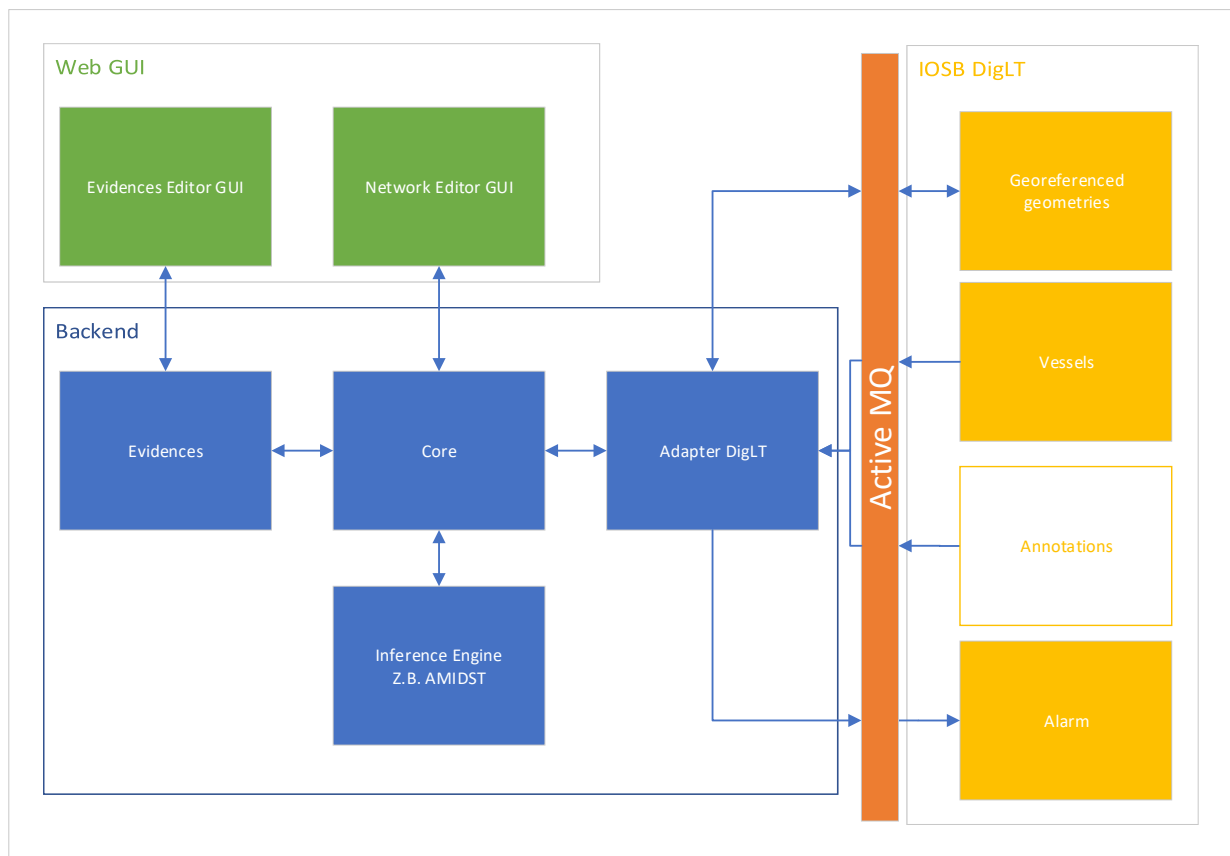 Web GUI
Evidences Editor GUI
Network Editor GUI
Backend
Evidences
Core
Adapter DigLT
Inference Engine
Z.B. AMIDST
Active MQ
IOSB DigLT
Georeferenced
geometries
Vessels
Annotations
Alarm